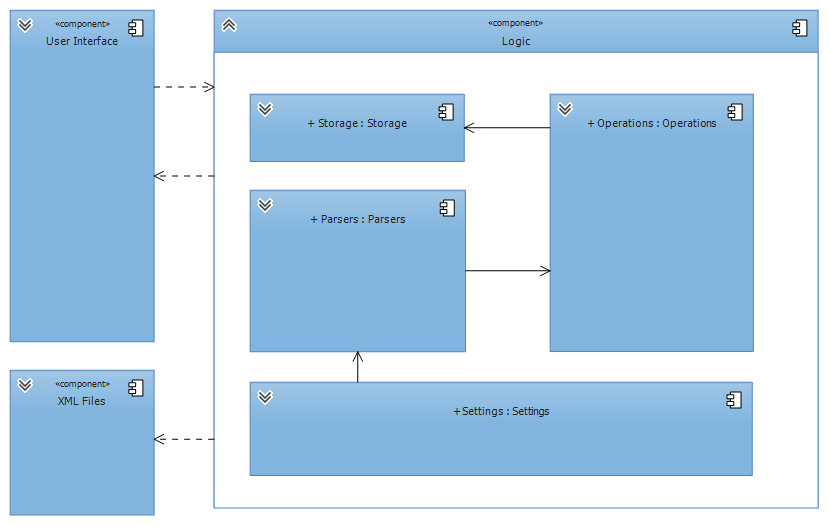 «component»
User Interface
«component»
Logic
+ Storage : Storage
+ Operations : Operations
+ Parsers : Parsers
«component»
XML Files
+Settings : Settings